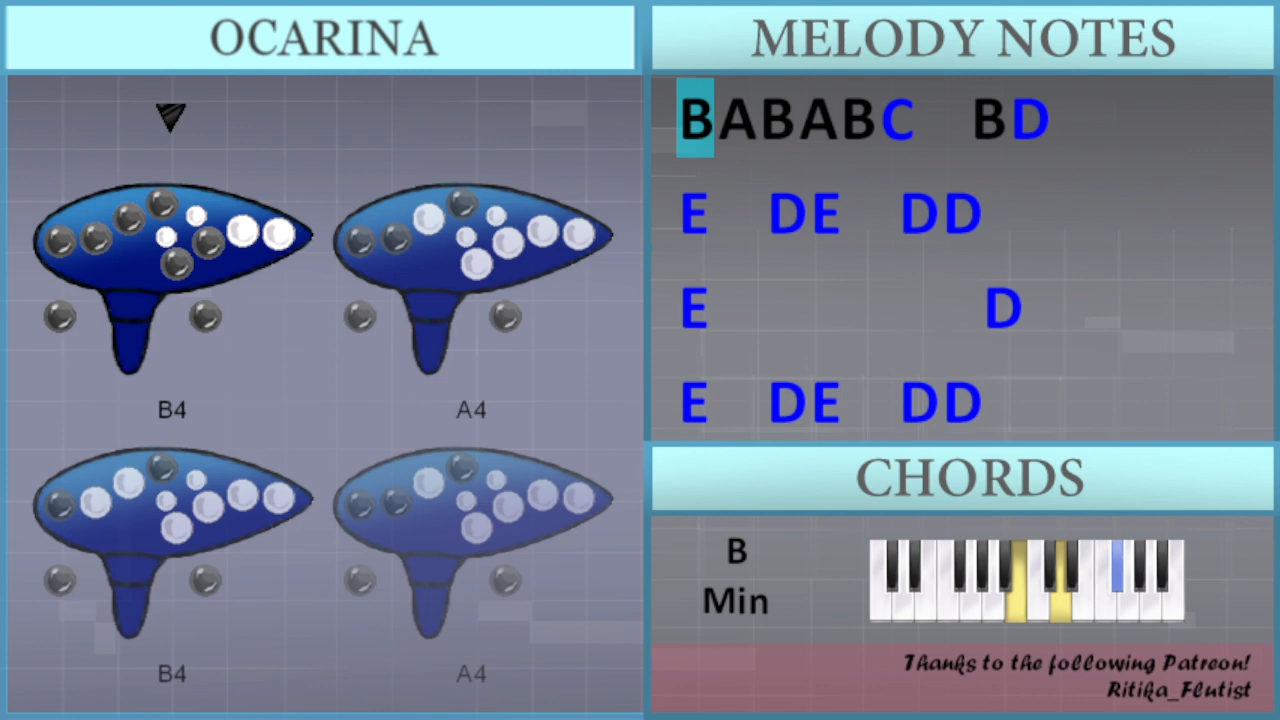 OCARINA
B4 A4
B4 A4
MELODY NOTES
BABABC BD
E DE DD
E D
E DE DD
CHORDS
B
Min
Thanks to the following Patreon!
Ritika_Flutist